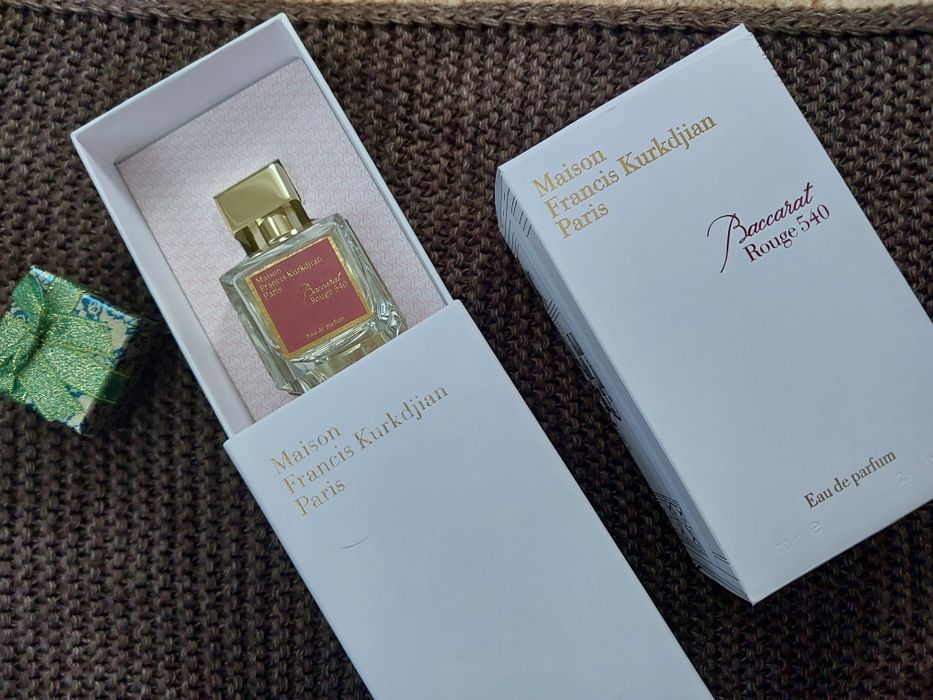 Maison
Francis Kurkdjian
Paris
Baccarat
Rouge 540
Eau de parfum
Maison
Francis Kurkdjian
Paris
Maison
Francis Kurkdjian
Paris
Baccarat
Rouge 540
Eau de parfum